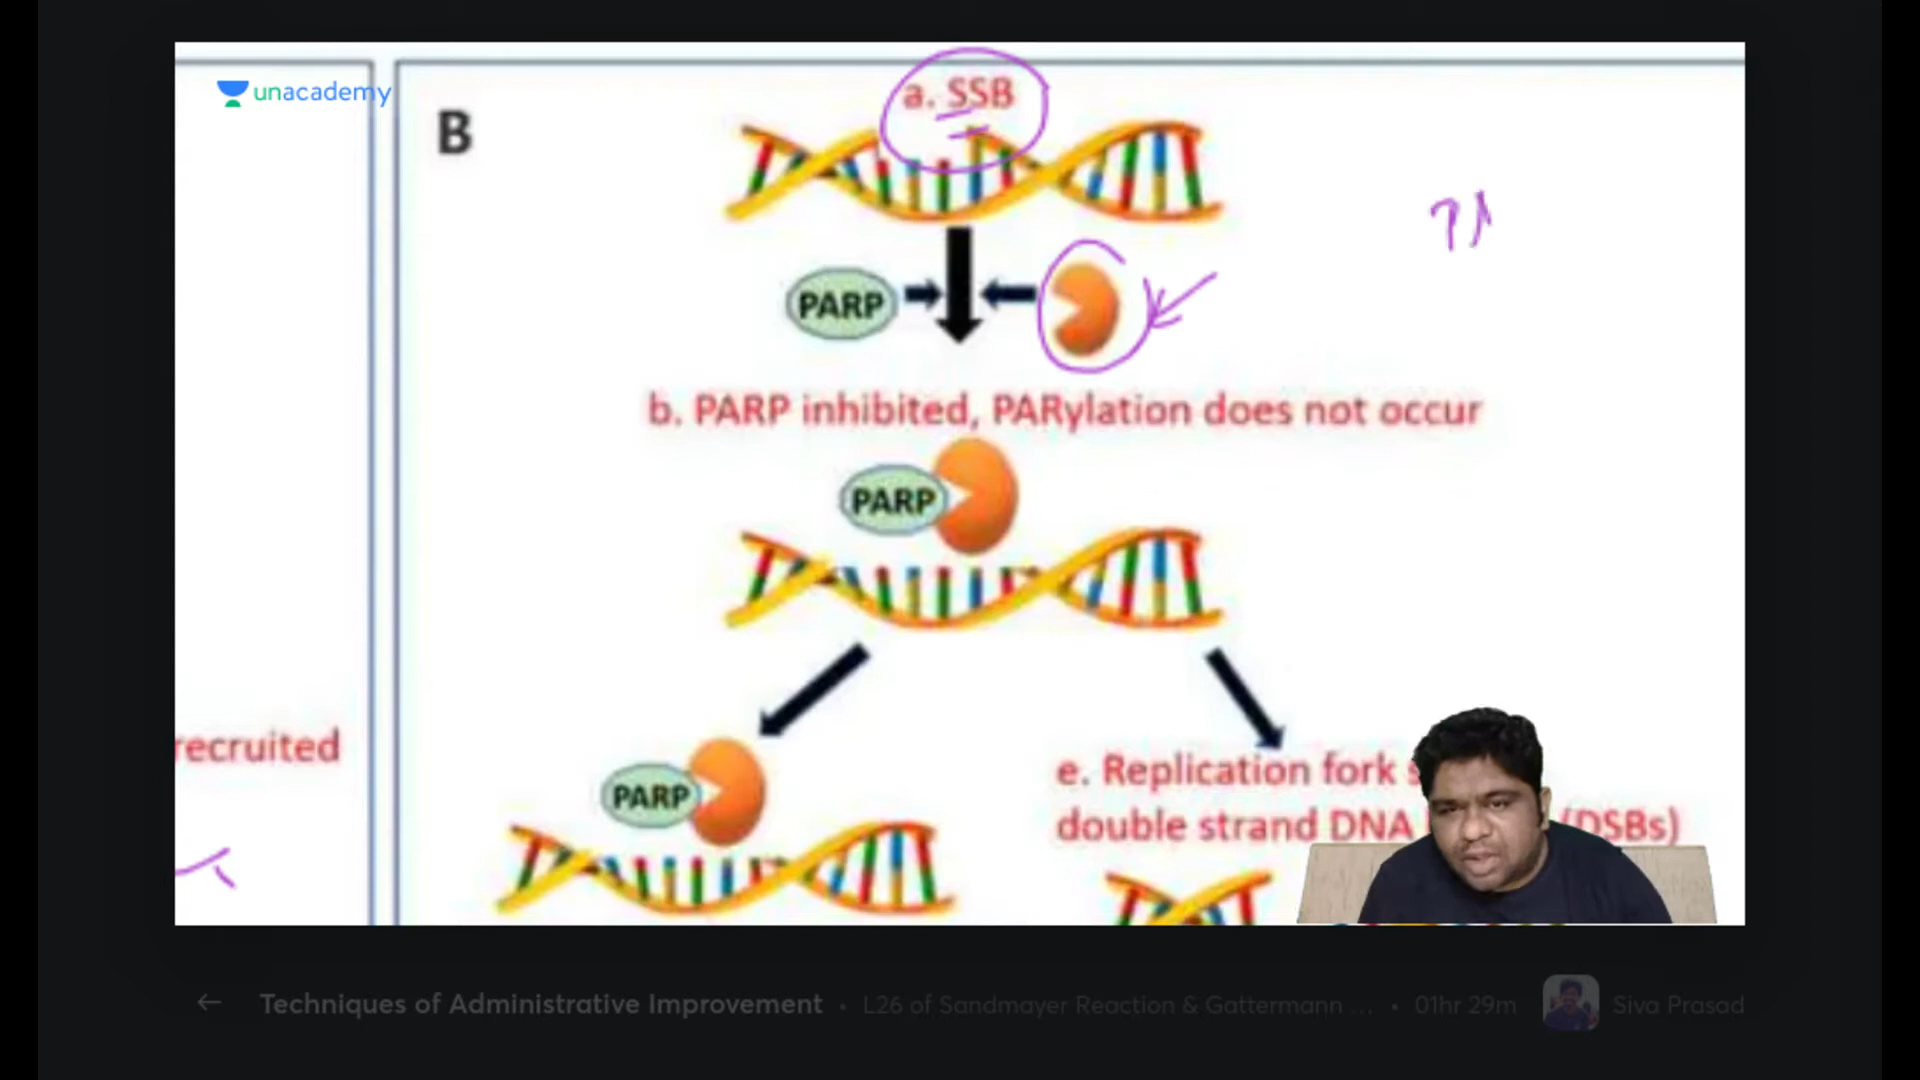 unacademy
B
a. SSB
PARP
b. PARP inhibited, PARylation does not occur
PARP
recruited
PARP
e. Replication fork
double strand DNA (DSBs)
← Techniques of Administrative Improvement • L26 of Sandmayer Reaction & Gattermann ... • 01hr 29m Siva Prasad